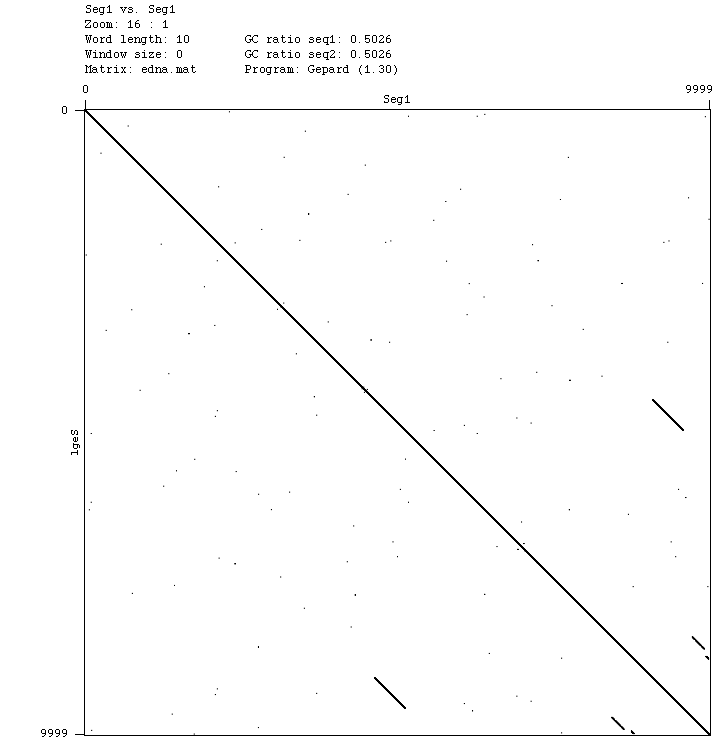 Seg1 vs. Seg1
Zoom: 16 : 1
Word length: 10 GC ratio seq1: 0.5026
Window size: 0 GC ratio seq2: 0.5026
Matrix: edna.mat Program: Gepard (1.30)
0 9999
Seg1
0
Seg1
9999